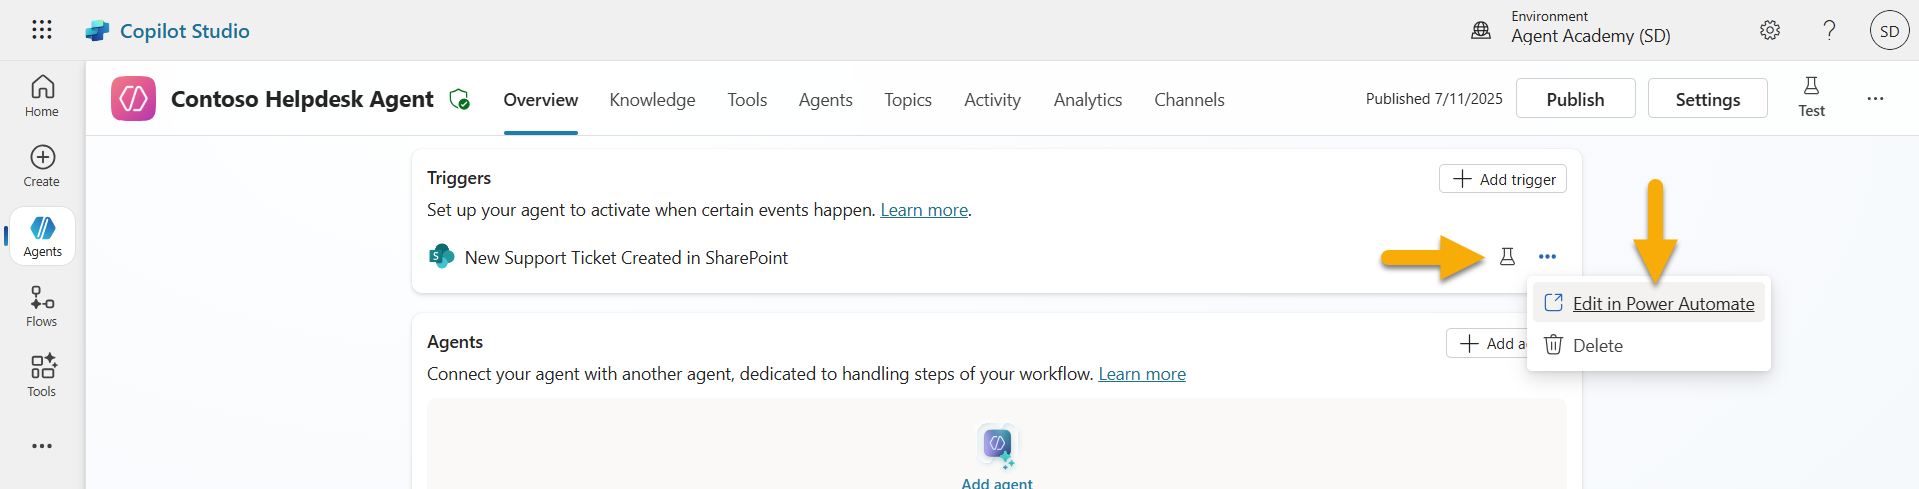 Copilot Studio
Environment
Agent Academy (SD)
SD
Home
Create
Agents
Flows
Tools
Contoso Helpdesk Agent
Overview
Knowledge
Tools
Agents
Topics
Activity
Analytics
Channels
Published 7/11/2025
Publish
Settings
Test
Triggers
Add trigger
Set up your agent to activate when certain events happen. Learn more.
S
New Support Ticket Created in SharePoint
Edit in Power Automate
Delete
Agents
Add a
Connect your agent with another agent, dedicated to handling steps of your workflow. Learn more
Add agent